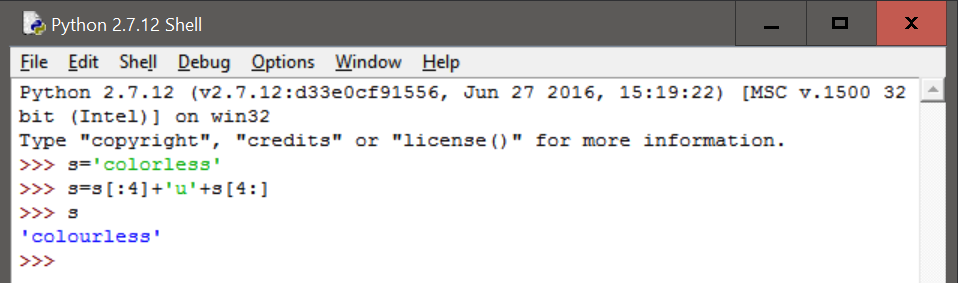 Python 2.7.12 Shell
File Edit Shell Debug Options Window Help
Python 2.7.12 (v2.7.12:d33e0cf91556, Jun 27 2016, 15:19:22) [MSC v.1500 32
bit (Intel)] on win32
Type "copyright", "credits" or "license()" for more information.
>>> s='colorless'
>>> s=s[:4]+'u'+s[4:]
>>> s
'colourless'
>>>